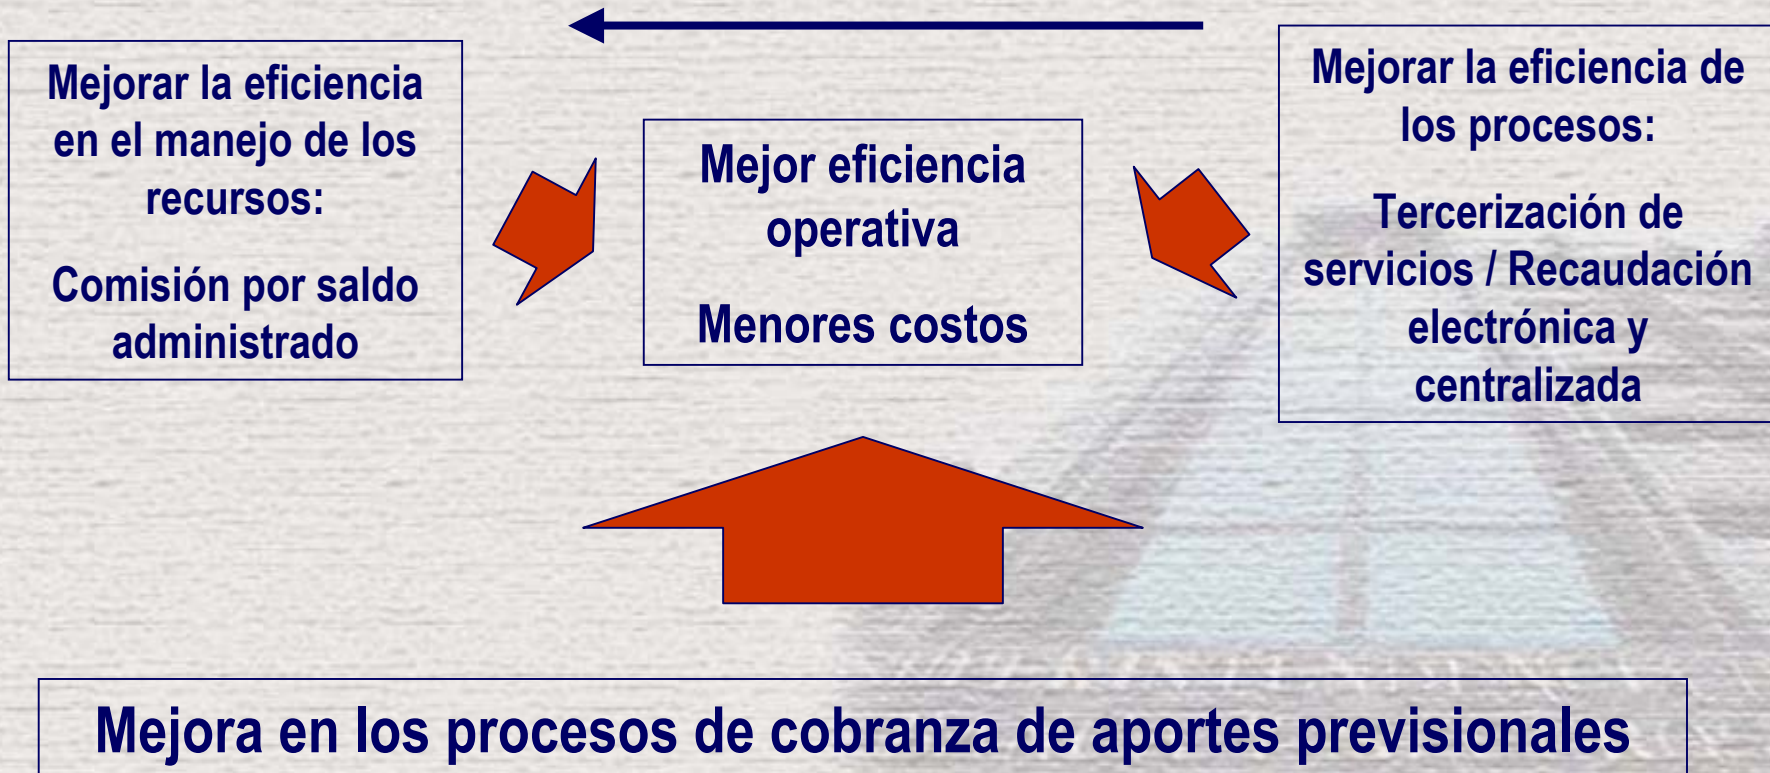 Mejorar la eficiencia
en el manejo de los
recursos:
Comisión por saldo
administrado
Mejor eficiencia
operativa
Menores costos
Mejorar la eficiencia de
los procesos:
Tercerización de
servicios / Recaudación
electrónica y
centralizada
Mejora en los procesos de cobranza de aportes previsionales